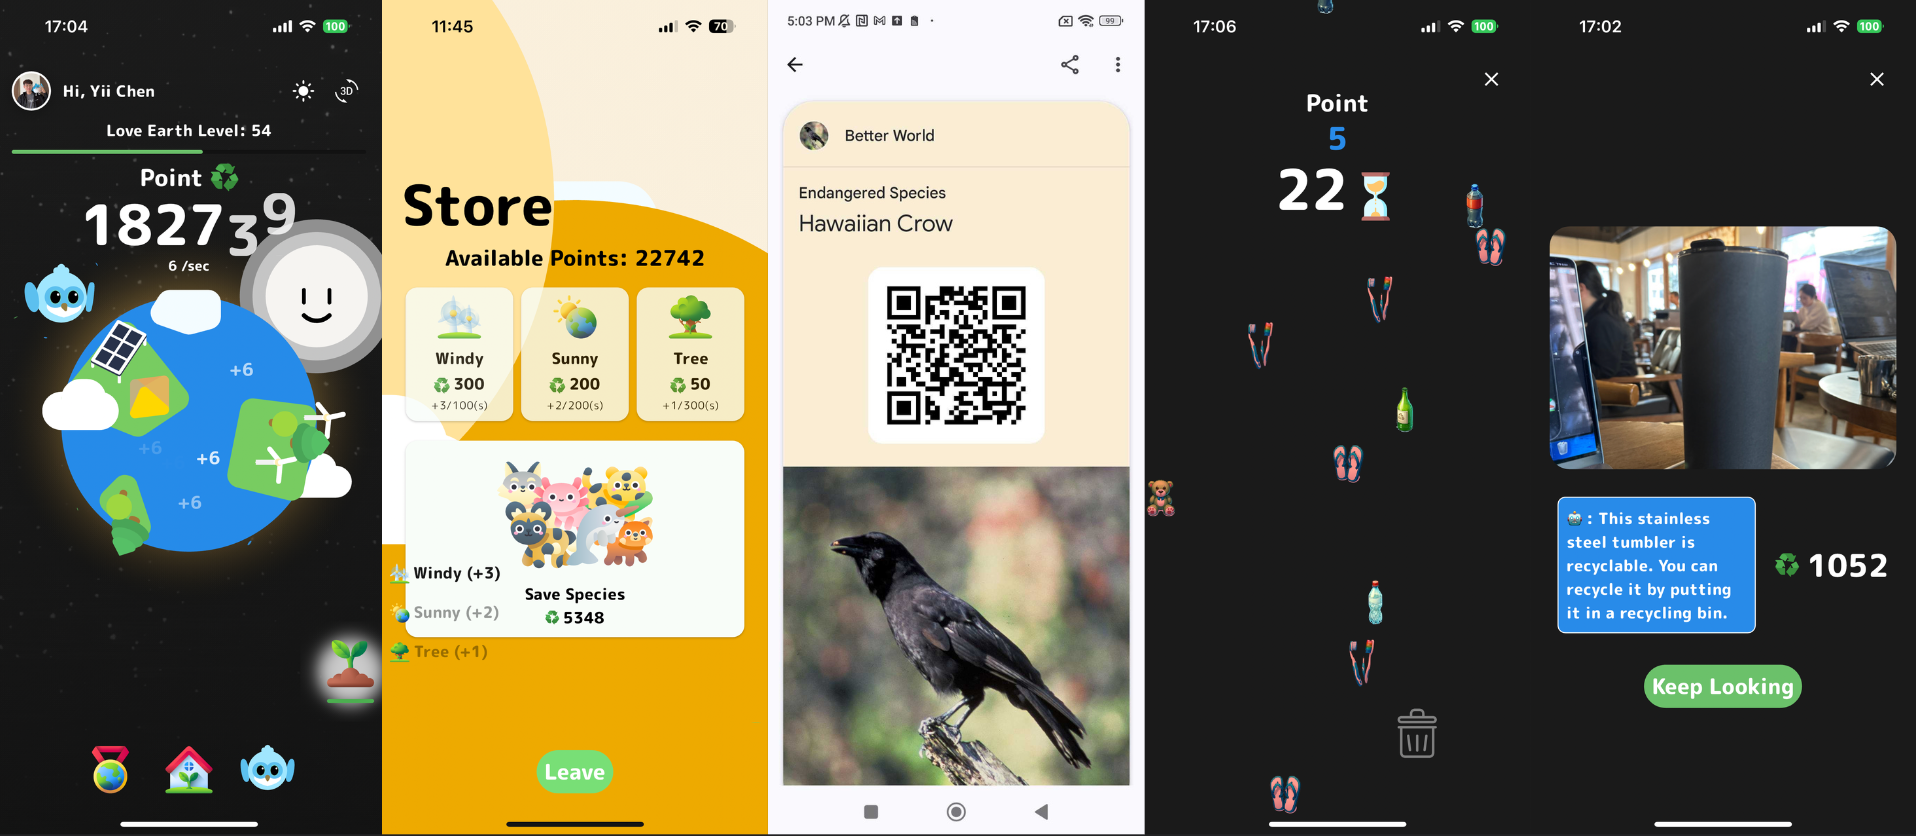 17:04
100
Hi, Yii Chen
3D
Love Earth Level: 54
Point
182739
6 /sec
+6
+6
+6
+6
11:45
70
Store
Available Points: 22742
Windy
300
+3/100(s)
Sunny
200
+2/200(s)
Tree
50
+1/300(s)
Windy (+3)
Sunny (+2)
Tree (+1)
Save Species
5348
Leave
5:03 PM
99
Better World
Endangered Species
Hawaiian Crow
17:06
100
Point
5
22
17:02
100
: This stainless
steel tumbler is
recyclable. You can
recycle it by putting
it in a recycling bin.
1052
Keep Looking